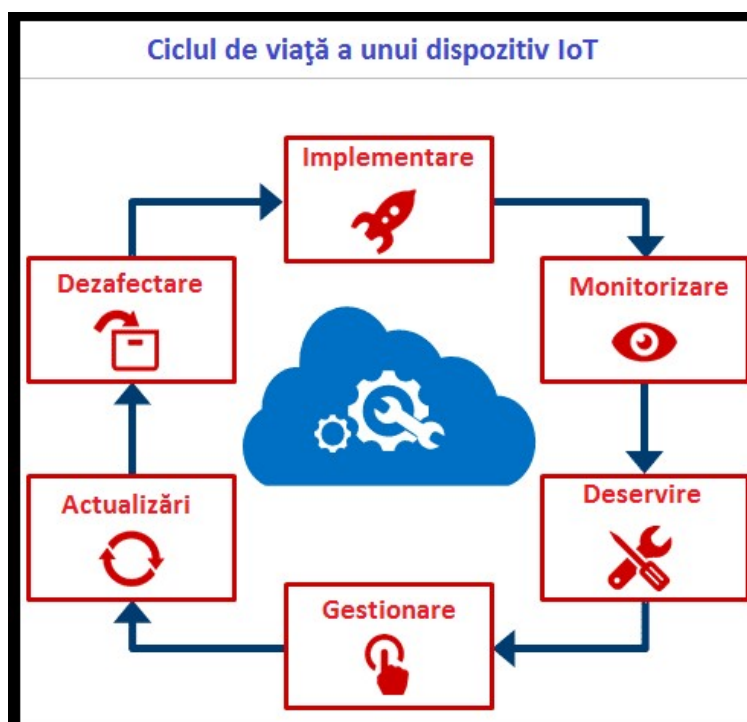 Ciclul de viaţă a unui dispozitiv IoT
Implementare
Monitorizare
Deservire
Gestionare
Actualizări
Dezafectare